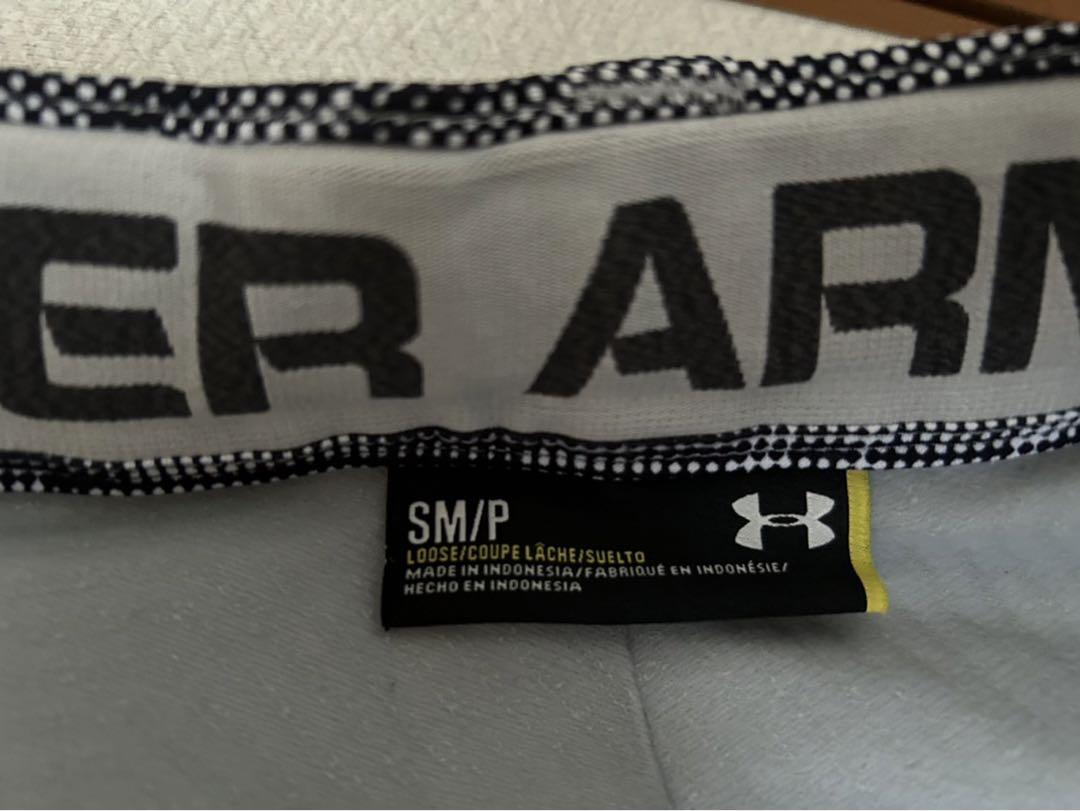 ER ARM
SM/P
LOOSE/COUPE LÂCHE/SUELTO
MADE IN INDONESIA/FABRIQUÉ EN INDONÉSIE/
HECHO EN INDONESIA